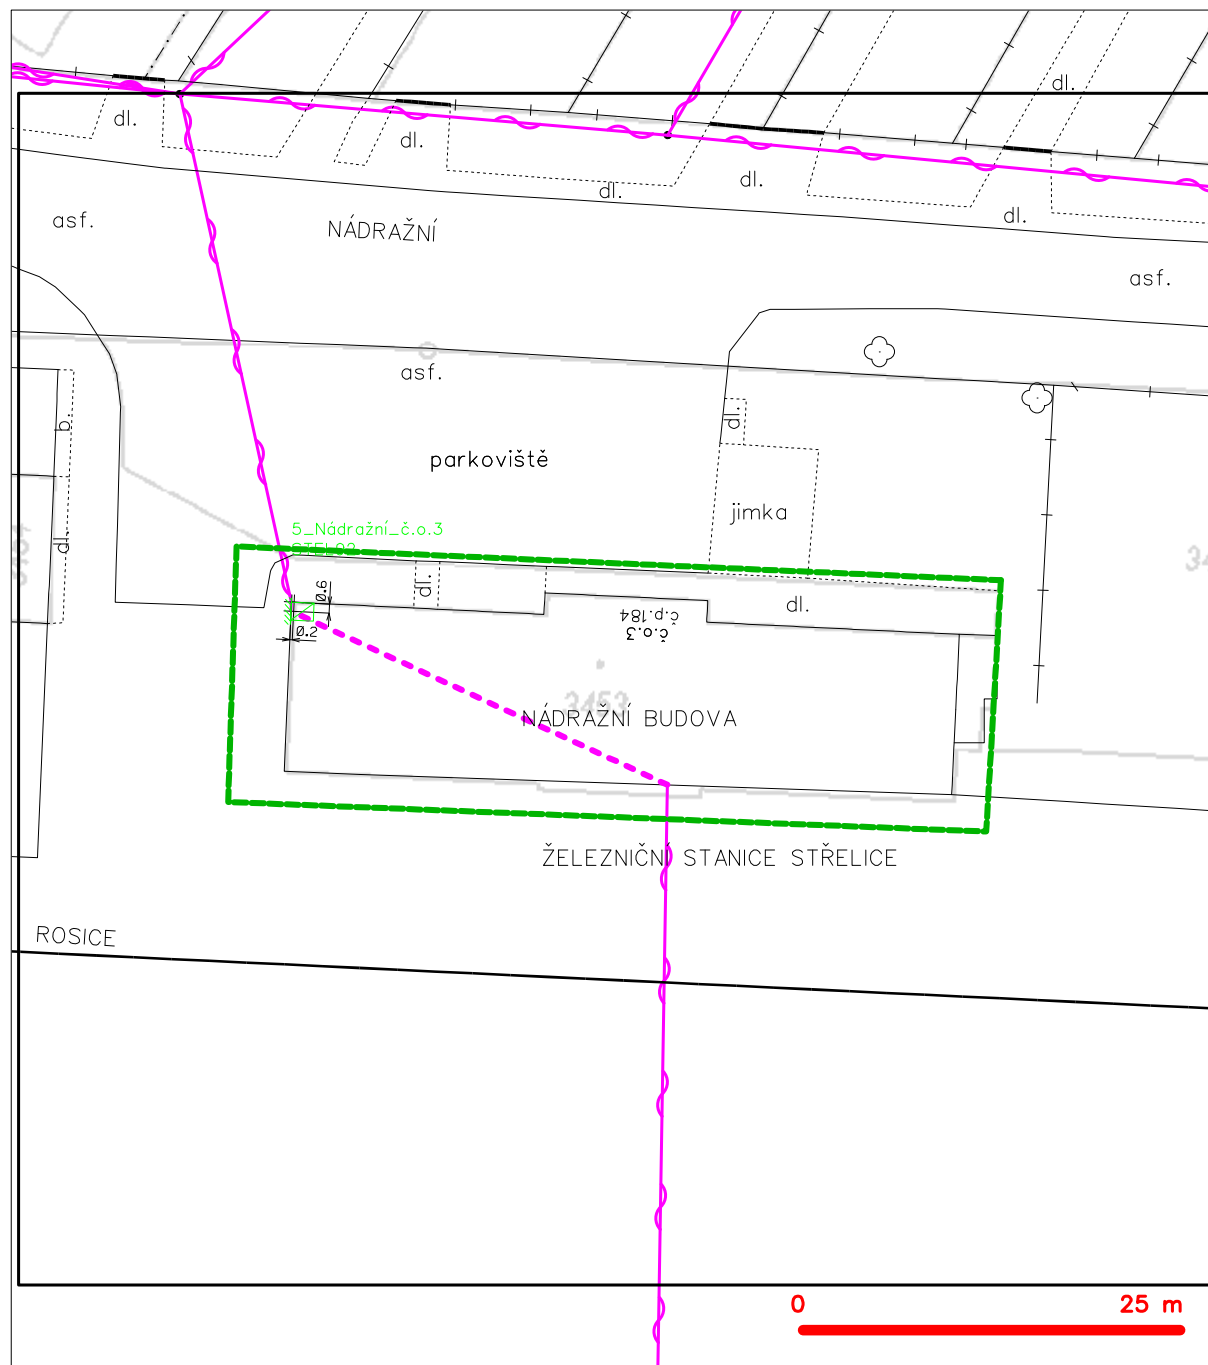 dl.
dl.
dl.
dl.
dl.
dl.
asf.
NÁDRAŽNÍ
asf.
asf.
b.
dl.
parkoviště
dl.
jimka
5_Nádražní_č.o.3
dl.
dl.
0.6
0.2
č.o.3
č.p.184
3453
NÁDRAŽNÍ BUDOVA
ŽELEZNIČNÍ STANICE STŘELICE
ROSICE
0 25 m